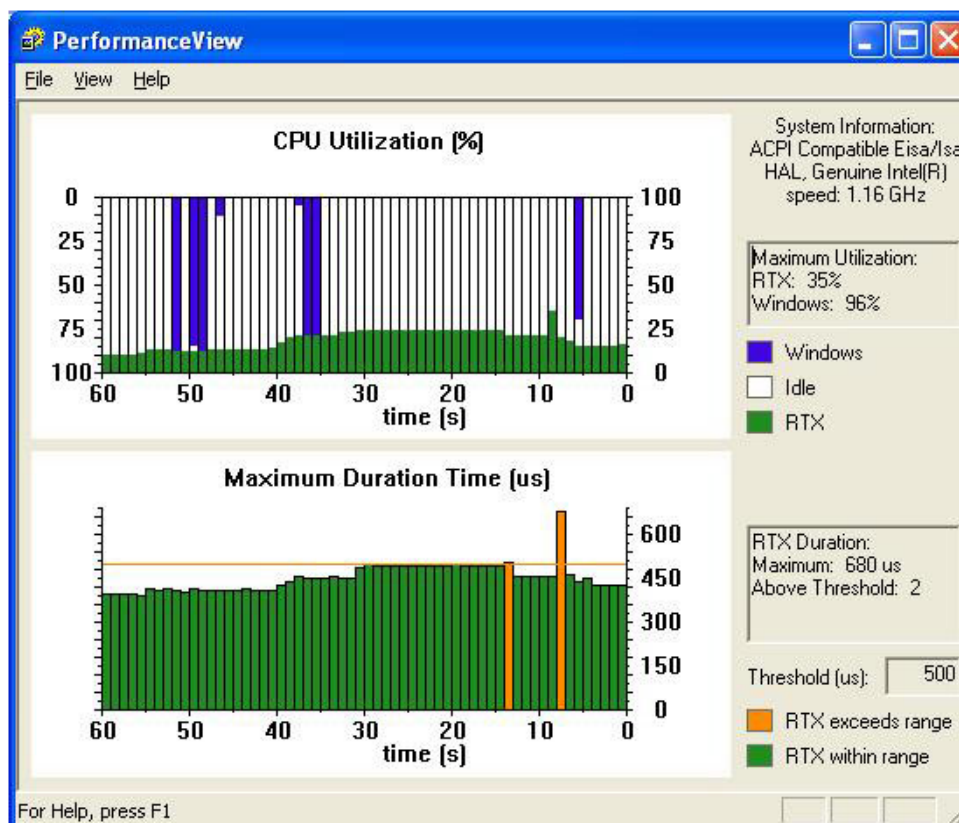 PerformanceView
File View Help
CPU Utilization (%)
0 100
25 75
50 50
75 25
100 0
60 50 40 30 20 10 0
time (s)
System Information:
ACPI Compatible Eisa/Isa
HAL, Genuine Intel(R)
speed: 1.16 GHz
Maximum Utilization:
RTX: 35%
Windows: 96%
Windows
Idle
RTX
Maximum Duration Time (us)
600
450
300
150
0
60 50 40 30 20 10 0
time (s)
RTX Duration:
Maximum: 680 us
Above Threshold: 2
Threshold (us): 500
RTX exceeds range
RTX within range
For Help, press F1